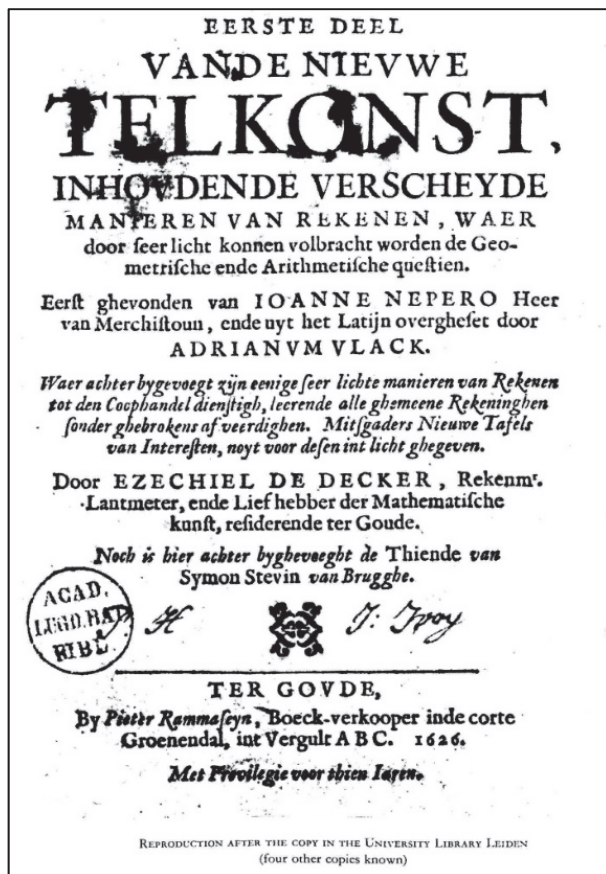 EERSTE DEEL
VANDE NIEVWE
TELKONST,
INHOVDENDE VERSCHEYDE
MANIEREN VAN REKENEN, WAER
door ſeer licht konnen volbracht worden de Geo-
metriſche ende Arithmetiſche queſtien.
Eerſt ghevonden van IOANNE NEPERO Heer
van Merchiſtoun, ende uyt het Latijn overgheſet door
ADRIANVM VLACK.
Waer achter bygevoegt zijn eenige ſeer lichte manieren van Rekenen
tot den Coophandel dienſtigh, leerende alle ghemeene Rekeninghen
ſonder ghebrokens afveerdighen. Mitſgaders Nieuwe Tafels
van Intereſten, noyt voor deſen int licht ghegeven.
Door EZECHIEL DE DECKER, Rekenmr.
Lantmeter, ende Liefhebber der Mathematiſche
kunſt, reſiderende ter Goude.
Noch is hier achter byghevoeght de Thiende van
Symon Stevin van Brugghe.
ACAD.
LUGD. BAT
BIBL.
H
J: Jvoy
TER GOVDE,
By Pieter Rammaſeyn, Boeck-verkooper inde corte
Groenendal, int Vergult A B C. 1626.
Met Previlegie voor thien Iaren.
REPRODUCTION AFTER THE COPY IN THE UNIVERSITY LIBRARY LEIDEN
(four other copies known)